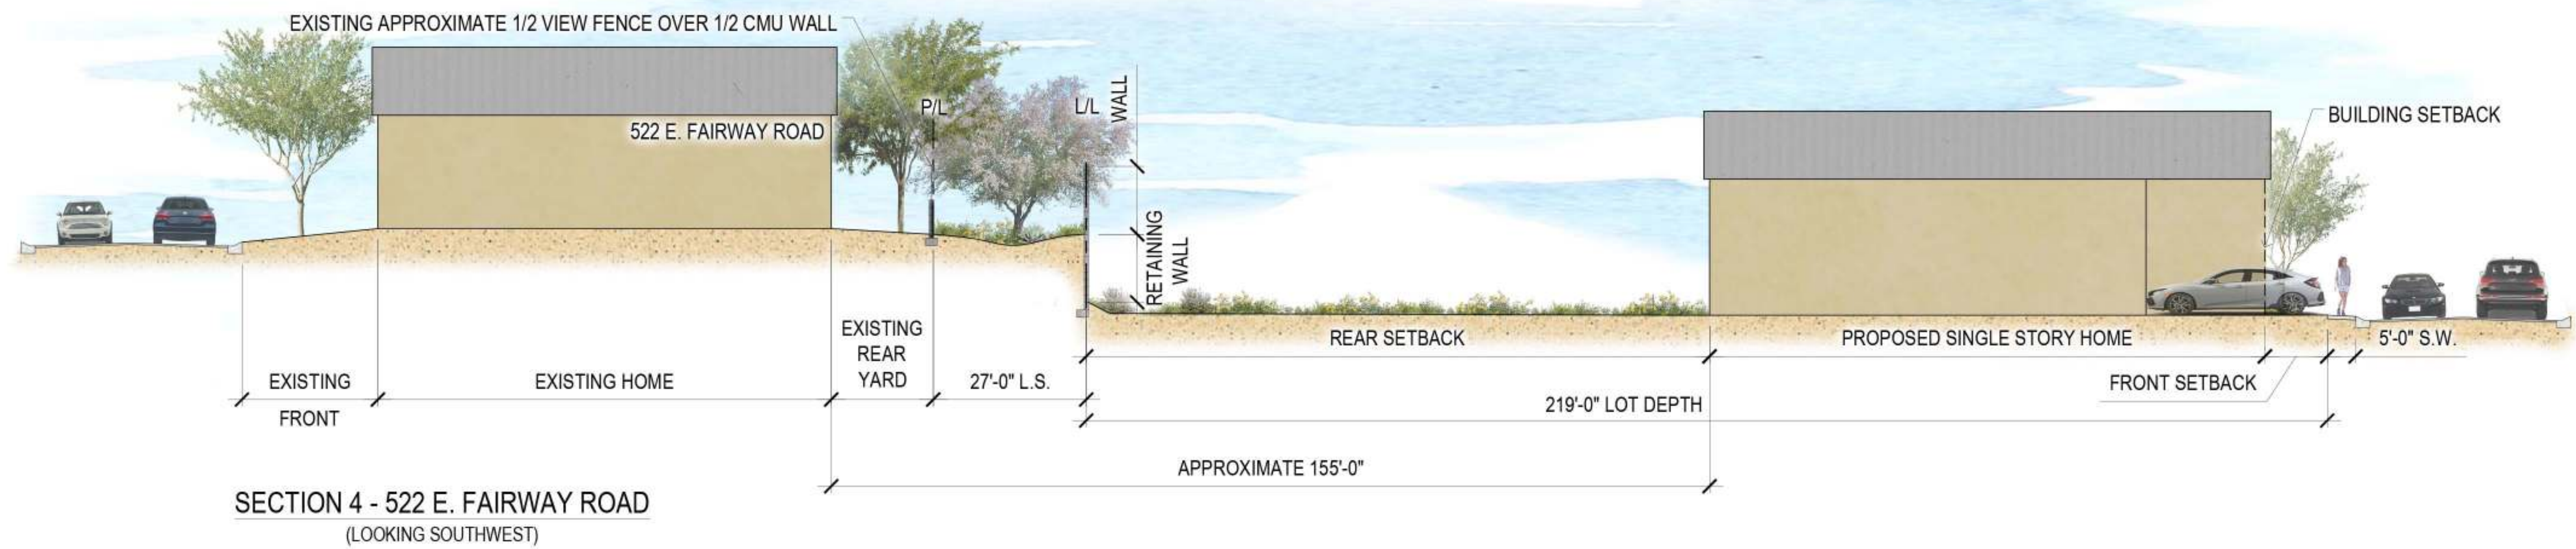 EXISTING APPROXIMATE 1/2 VIEW FENCE OVER 1/2 CMU WALL
522 E. FAIRWAY ROAD
P/L
L/L
WALL
RETAINING
WALL
BUILDING SETBACK
EXISTING
FRONT
EXISTING HOME
EXISTING
REAR
YARD
27'-0" L.S.
REAR SETBACK
PROPOSED SINGLE STORY HOME
5'-0" S.W.
FRONT SETBACK
219'-0" LOT DEPTH
APPROXIMATE 155'-0"
SECTION 4 - 522 E. FAIRWAY ROAD
(LOOKING SOUTHWEST)